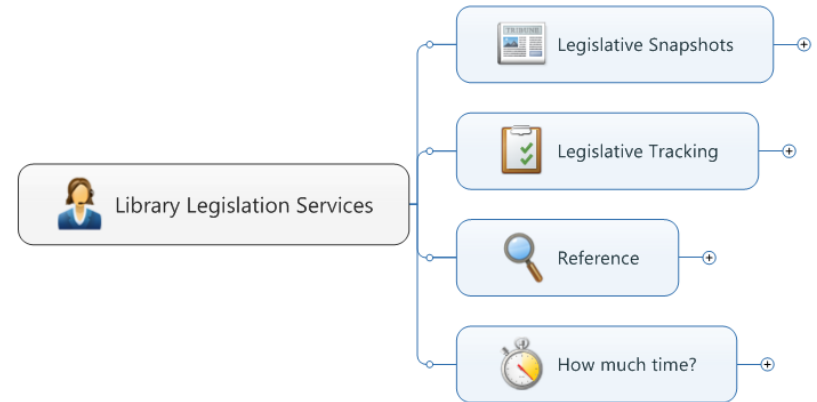 TRIBUNE
Legislative Snapshots
Legislative Tracking
Library Legislation Services
Reference
How much time?